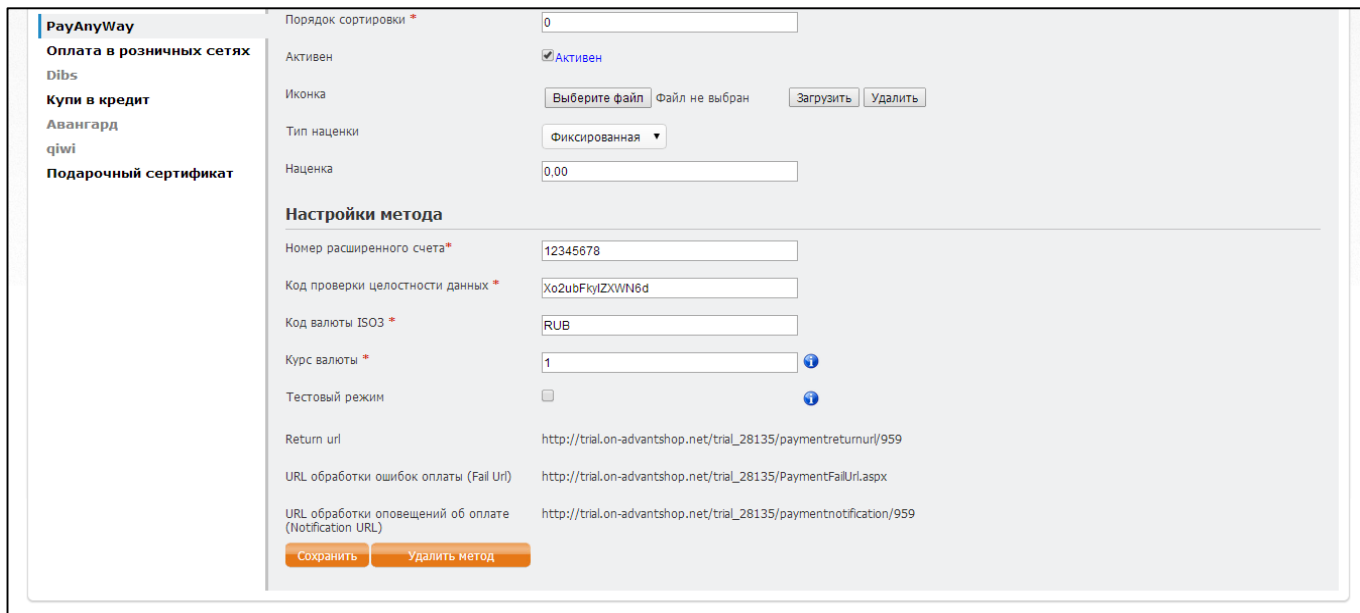 PayAnyWay
Оплата в розничных сетях
Dibs
Купи в кредит
Авангард
qiwi
Подарочный сертификат
Порядок сортировки * 0
Активен Активен
Иконка Выберите файл Файл не выбран Загрузить Удалить
Тип наценки Фиксированная
Наценка 0,00
Настройки метода
Номер расширенного счета* 12345678
Код проверки целостности данных * Xo2ubFkyIZXWN6d
Код валюты ISO3 * RUB
Курс валюты * 1
Тестовый режим
Return url http://trial.on-advantshop.net/trial_28135/paymentreturnurl/959
URL обработки ошибок оплаты (Fail Url) http://trial.on-advantshop.net/trial_28135/PaymentFailUrl.aspx
URL обработки оповещений об оплате http://trial.on-advantshop.net/trial_28135/paymentnotification/959
(Notification URL)
Сохранить Удалить метод